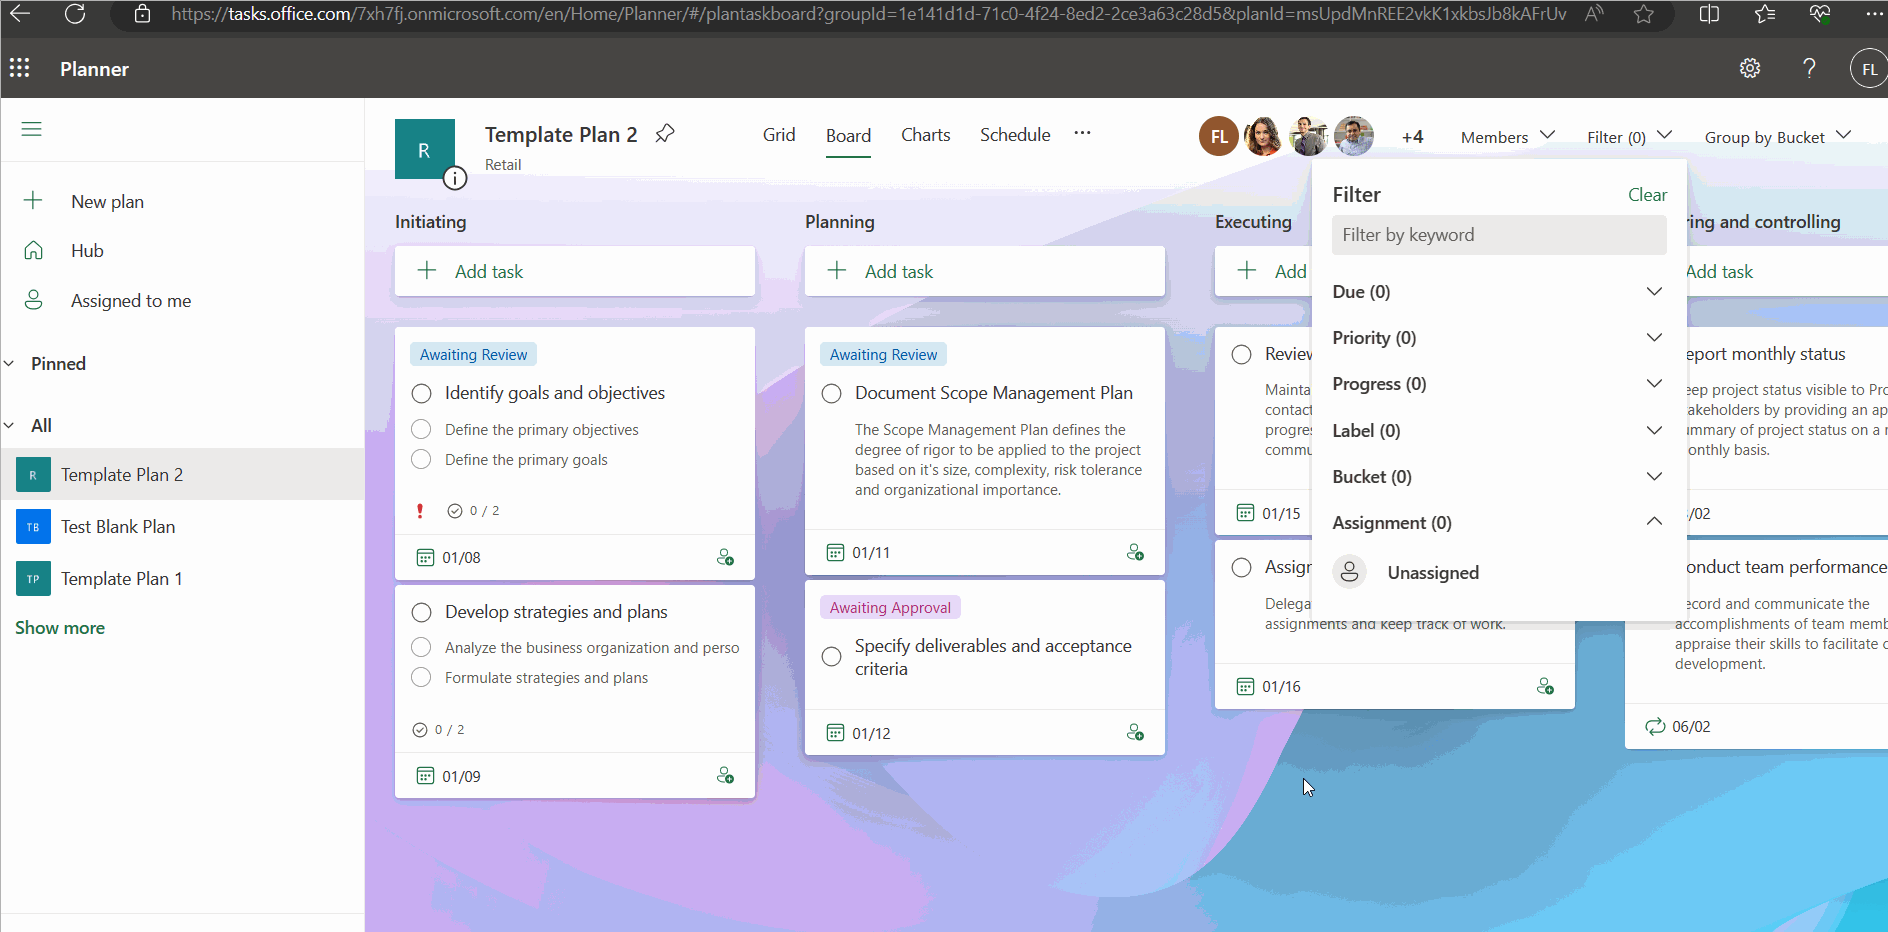 https://tasks.office.com/7xh7fj.onmicrosoft.com/en/Home/Planner/#/plantaskboard?groupId=1e141d1d-71c0-4f24-8ed2-2ce3a63c28d5&planId=msUpdMnREE2vkK1xkbsJb8kAFrUv
Planner
FL
New plan
Hub
Assigned to me
Pinned
All
R
Template Plan 2
TB
Test Blank Plan
TP
Template Plan 1
Show more
R
Template Plan 2
Retail
Grid
Board
Charts
Schedule
FL
+4
Members
Filter (0)
Group by Bucket
Initiating
Add task
Awaiting Review
Identify goals and objectives
Define the primary objectives
Define the primary goals
0 / 2
01/08
Develop strategies and plans
Analyze the business organization and perso
Formulate strategies and plans
0 / 2
01/09
Planning
Add task
Awaiting Review
Document Scope Management Plan
The Scope Management Plan defines the
degree of rigor to be applied to the project
based on it's size, complexity, risk tolerance
and organizational importance.
01/11
Awaiting Approval
Specify deliverables and acceptance
criteria
01/12
Executing
Add
Review
Mainta
contac
progre
commu
01/15
Assign
Delega
assignments and keep track of work.
01/16
Filter
Clear
Filter by keyword
Due (0)
Priority (0)
Progress (0)
Label (0)
Bucket (0)
Assignment (0)
Unassigned
ring and controlling
Add task
eport monthly status
eep project status visible to Pro
akeholders by providing an ap
ummary of project status on a
onthly basis.
/02
onduct team performance
ecord and communicate the
accomplishments of team memb
appraise their skills to facilitate
development.
06/02